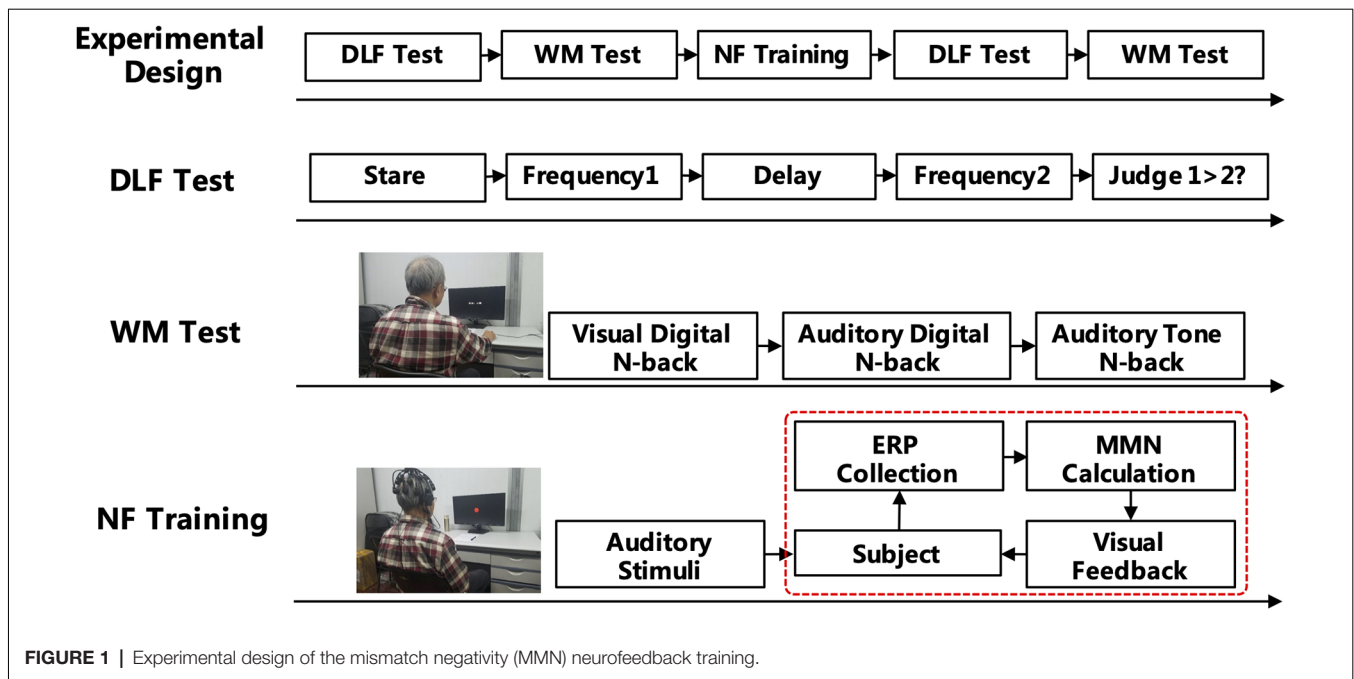 Experimental
Design
DLF Test
WM Test
NF Training
DLF Test
WM Test
DLF Test
Stare
Frequency1
Delay
Frequency2
Judge 1>2?
WM Test
Visual Digital
N-back
Auditory Digital
N-back
Auditory Tone
N-back
NF Training
Auditory
Stimuli
ERP
Collection
MMN
Calculation
Subject
Visual
Feedback
FIGURE 1 | Experimental design of the mismatch negativity (MMN) neurofeedback training.